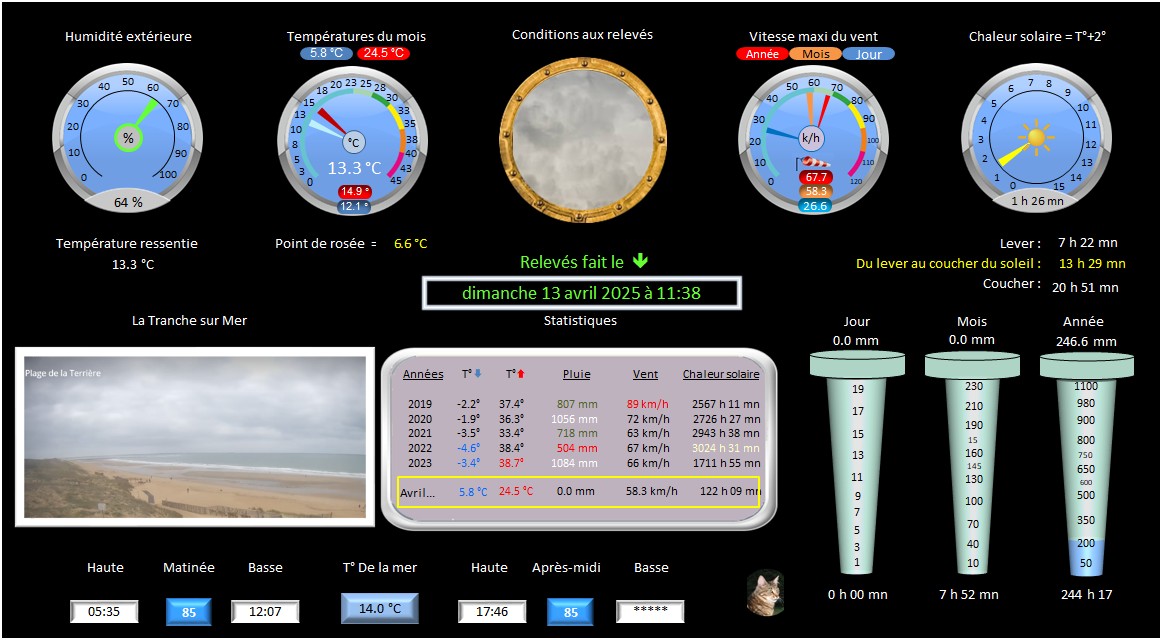 Humidité extérieure
Températures du mois
5.8 °C 24.5 °C
Conditions aux relevés
Vitesse maxi du vent
Année Mois Jour
Chaleur solaire = T°+2°
0 10 20 30 40 50 60 70 80 90 100
%
64 %
0 3 5 8 10 13 15 18 20 23 25 28 30 33 35 38 40 43 45
°C
13.3 °C
14.9 °
12.1 °
0 10 20 30 40 50 60 70 80 90 100 110 120
k/h
67.7
58.3
26.6
0 1 2 3 4 5 6 7 8 9 10 11 12 13 14 15
1 h 26 mn
Température ressentie
13.3 °C
Point de rosée = 6.6 °C
Relevés fait le
dimanche 13 avril 2025 à 11:38
Lever : 7 h 22 mn
Du lever au coucher du soleil : 13 h 29 mn
Coucher : 20 h 51 mn
La Tranche sur Mer
Plage de la Terrière
Statistiques
Années T° T° Pluie Vent Chaleur solaire
2019 -2.2° 37.4° 807 mm 89 km/h 2567 h 11 mn
2020 -1.9° 36.3° 1056 mm 72 km/h 2726 h 27 mn
2021 -3.5° 33.4° 718 mm 63 km/h 2943 h 38 mn
2022 -4.6° 38.4° 504 mm 67 km/h 3024 h 31 mn
2023 -3.4° 38.7° 1084 mm 66 km/h 1711 h 55 mn
Avril... 5.8 °C 24.5 °C 0.0 mm 58.3 km/h 122 h 09 mn
Jour
0.0 mm
19
17
15
13
11
9
7
5
3
1
0 h 00 mn
Mois
0.0 mm
230
210
190
15
160
145
130
100
70
40
10
7 h 52 mn
Année
246.6 mm
1100
980
900
800
750
650
600
500
350
200
50
244 h 17
Haute Matinée Basse T° De la mer Haute Après-midi Basse
05:35 85 12:07 14.0 °C 17:46 85 *****